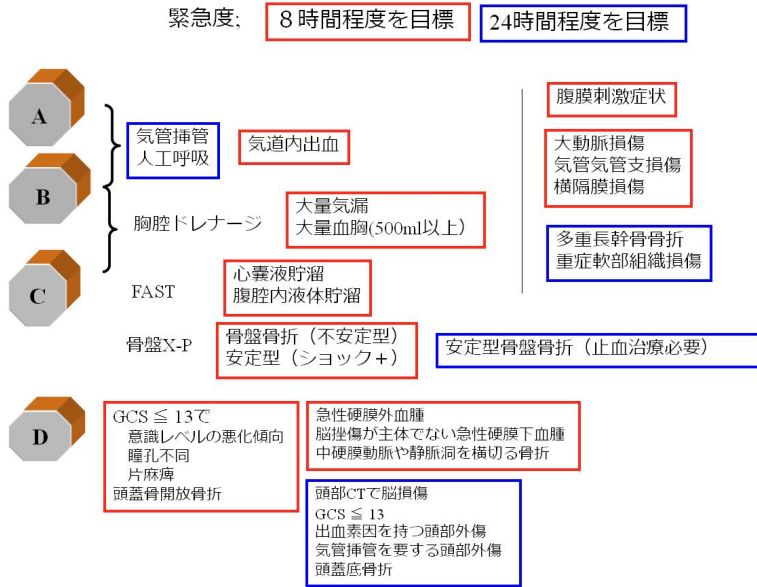 緊急度; 8時間程度を目標 24時間程度を目標
A
気管挿管
人工呼吸
気道内出血
B
胸腔ドレナージ
大量気漏
大量血胸(500ml以上)
C
FAST
心嚢液貯溜
腹腔内液体貯溜
骨盤X-P
骨盤骨折（不安定型）
安定型（ショック＋）
安定型骨盤骨折（止血治療必要）
腹膜刺激症状
大動脈損傷
気管気管支損傷
横隔膜損傷
多重長幹骨骨折
重症軟部組織損傷
D
GCS ≦ 13で
意識レベルの悪化傾向
瞳孔不同
片麻痺
頭蓋骨開放骨折
急性硬膜外血腫
脳挫傷が主体でない急性硬膜下血腫
中硬膜動脈や静脈洞を横切る骨折
頭部CTで脳損傷
GCS ≦ 13
出血素因を持つ頭部外傷
気管挿管を要する頭部外傷
頭蓋底骨折